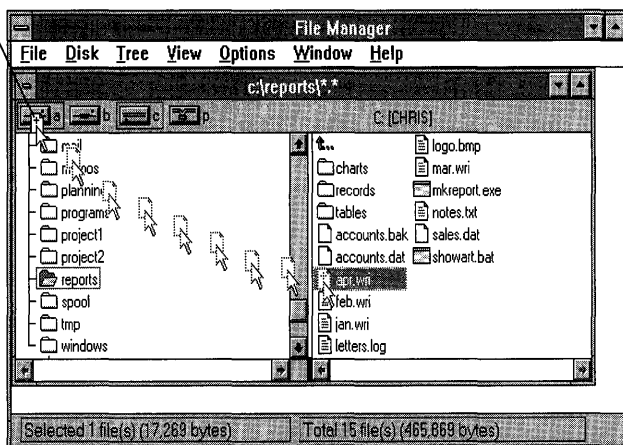 File Manager
File Disk Tree View Options Window Help
c:\reports\*.*
a b c p C: [CHRIS]
mail
planning
programs
project1
project2
reports
spool
tmp
windows
t..
charts
records
tables
accounts.bak
accounts.dat
apr.wri
feb.wri
jan.wri
letters.log
logo.bmp
mar.wri
mkreport.exe
notes.txt
sales.dat
showart.bat
Selected 1 file(s) (17,269 bytes) Total 15 file(s) (465,669 bytes)